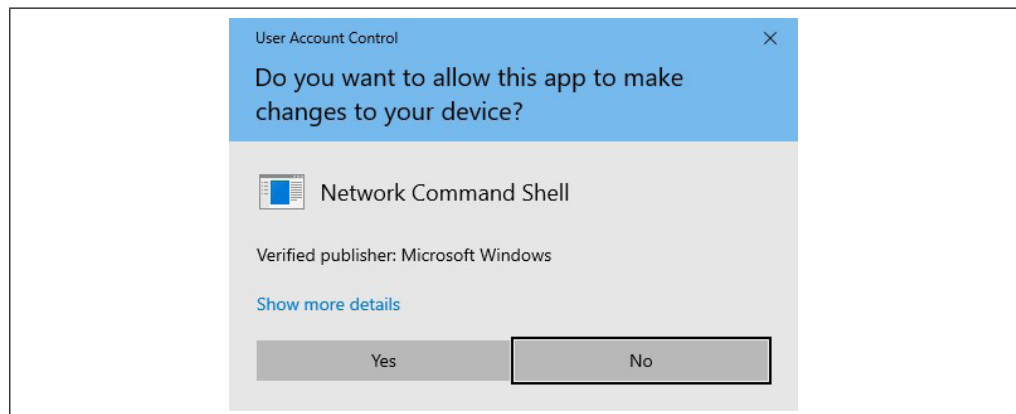 User Account Control
Do you want to allow this app to make
changes to your device?
Network Command Shell
Verified publisher: Microsoft Windows
Show more details
Yes
No